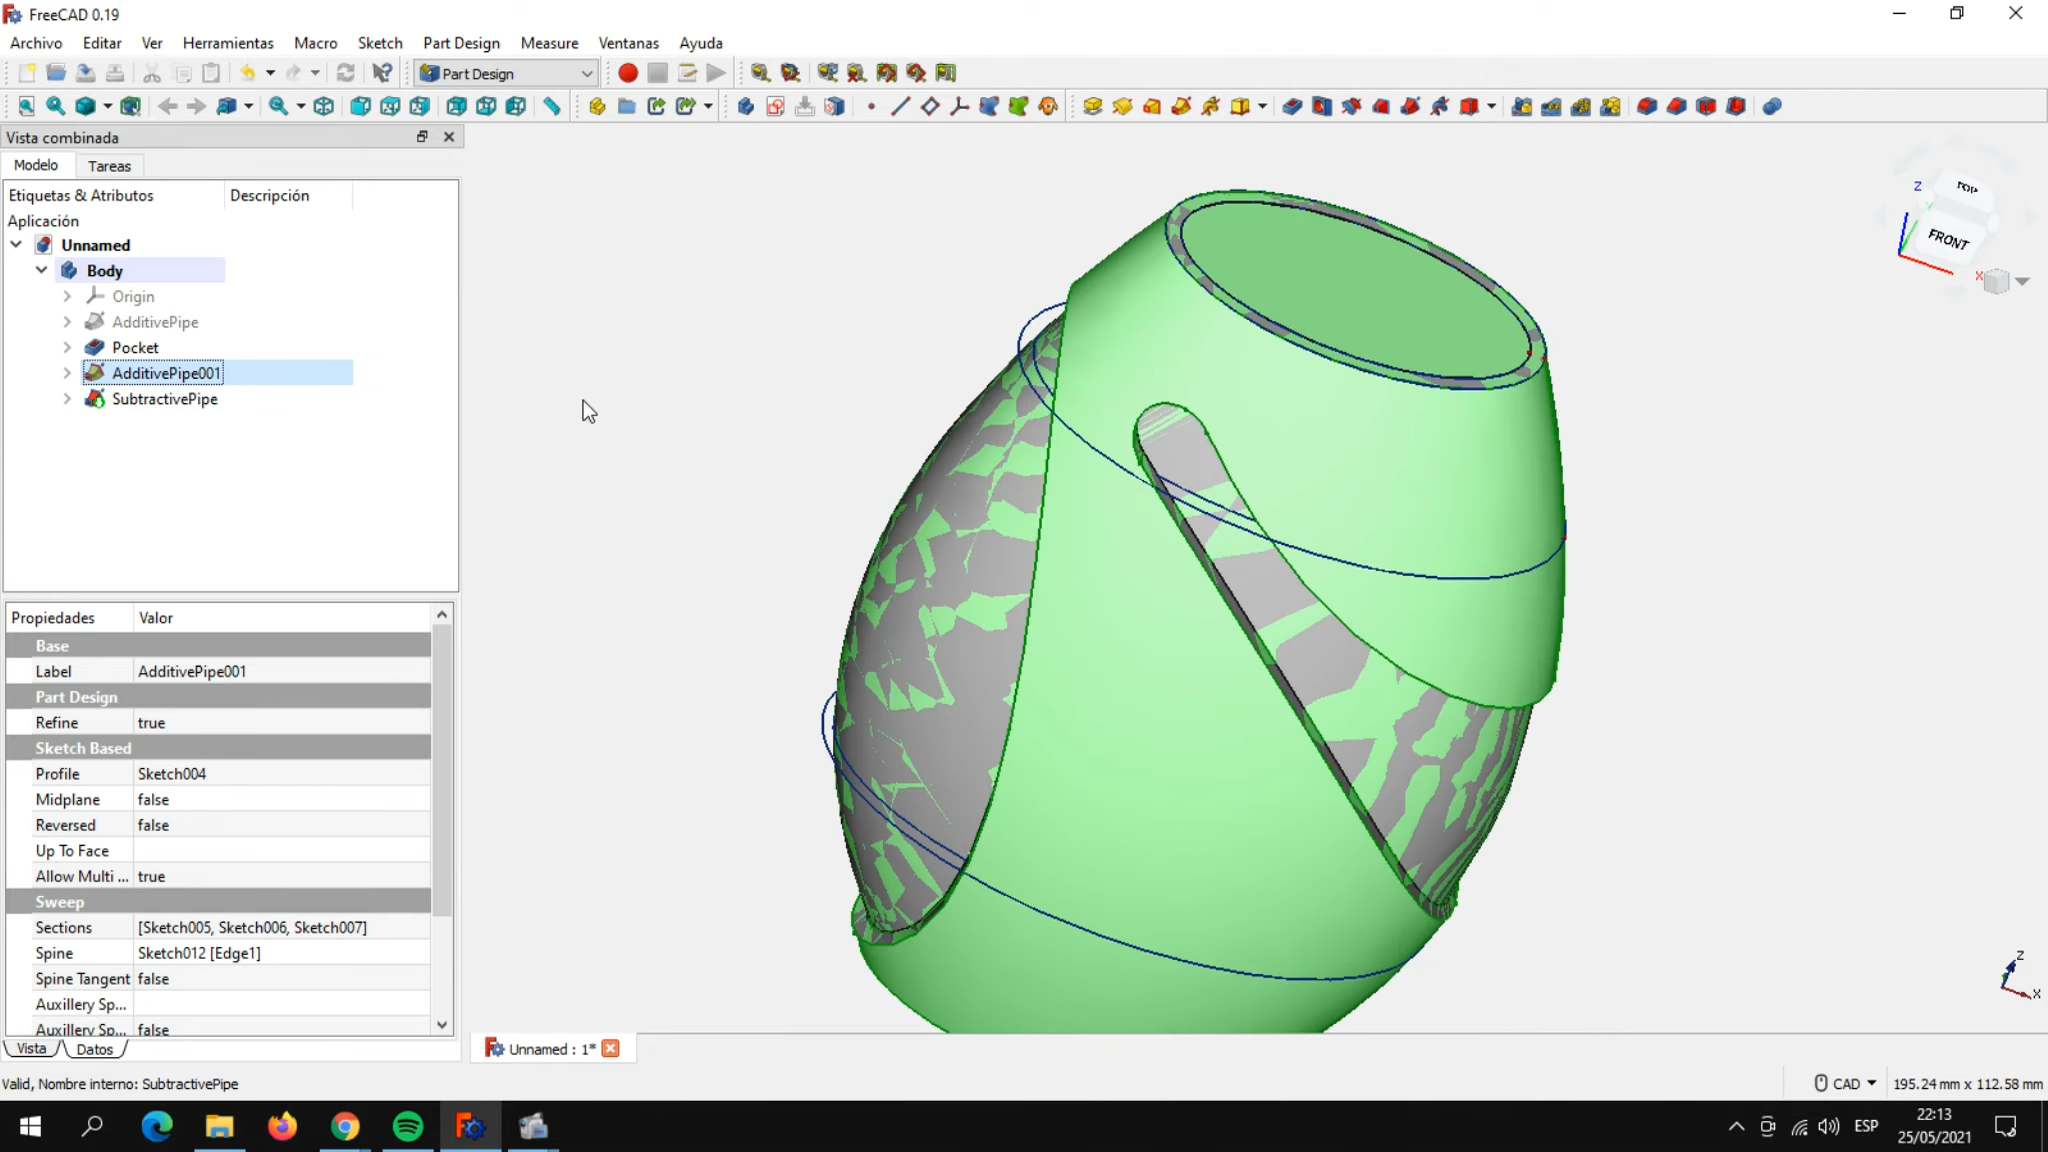 FreeCAD 0.19
Archivo Editar Ver Herramientas Macro Sketch Part Design Measure Ventanas Ayuda
Part Design
Vista combinada
Modelo Tareas
Etiquetas & Atributos Descripción
Aplicación
Unnamed
Body
Origin
AdditivePipe
Pocket
AdditivePipe001
SubtractivePipe
Propiedades Valor
Base
Label AdditivePipe001
Part Design
Refine true
Sketch Based
Profile Sketch004
Midplane false
Reversed false
Up To Face
Allow Multi ... true
Sweep
Sections [Sketch005, Sketch006, Sketch007]
Spine Sketch012 [Edge1]
Spine Tangent false
Auxillery Sp...
Auxillery Sp... false
Vista Datos
Unnamed : 1*
TOP
FRONT
Z
Y
X
Z
X
Valid, Nombre interno: SubtractivePipe
CAD 195.24 mm x 112.58 mm
ESP
22:13
25/05/2021